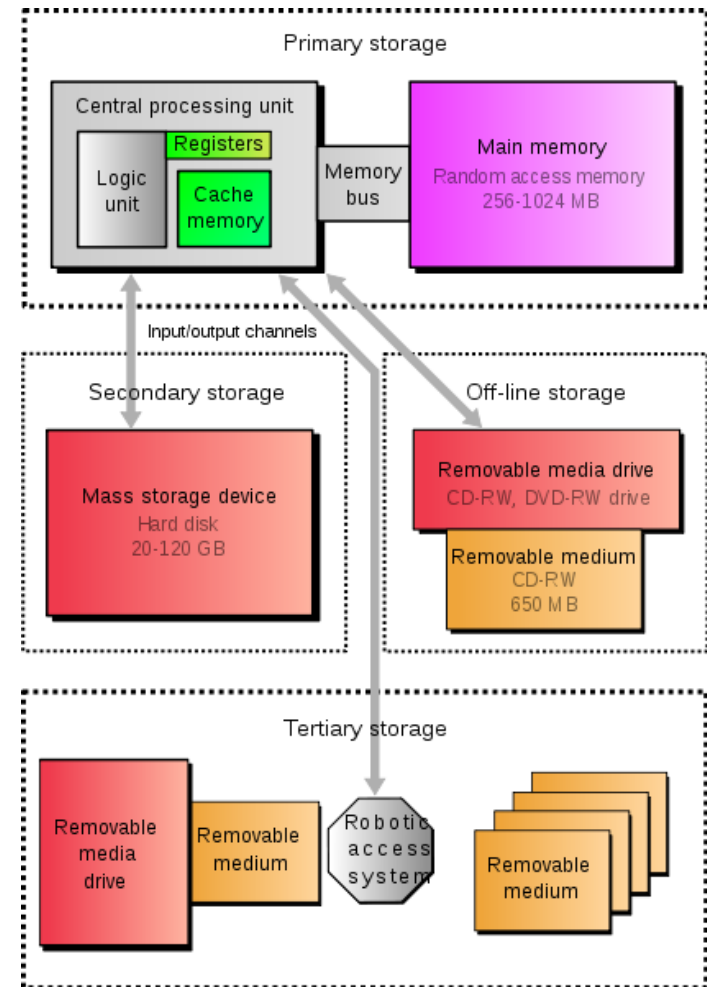 Primary storage
Central processing unit
Registers
Logic
unit
Cache
memory
Memory
bus
Main memory
Random access memory
256-1024 MB
Input/output channels
Secondary storage
Mass storage device
Hard disk
20-120 GB
Off-line storage
Removable media drive
CD-RW, DVD-RW drive
Removable medium
CD-RW
650 MB
Tertiary storage
Removable
media
drive
Removable
medium
Robotic
access
system
Removable
medium